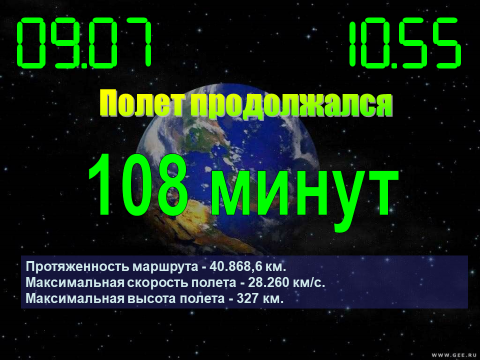 09.07 10.55
Полет продолжался
108 минут
Протяженность маршрута - 40.868,6 км.
Максимальная скорость полета - 28.260 км/с.
Максимальная высота полета - 327 км.
WWW.GEE.RU